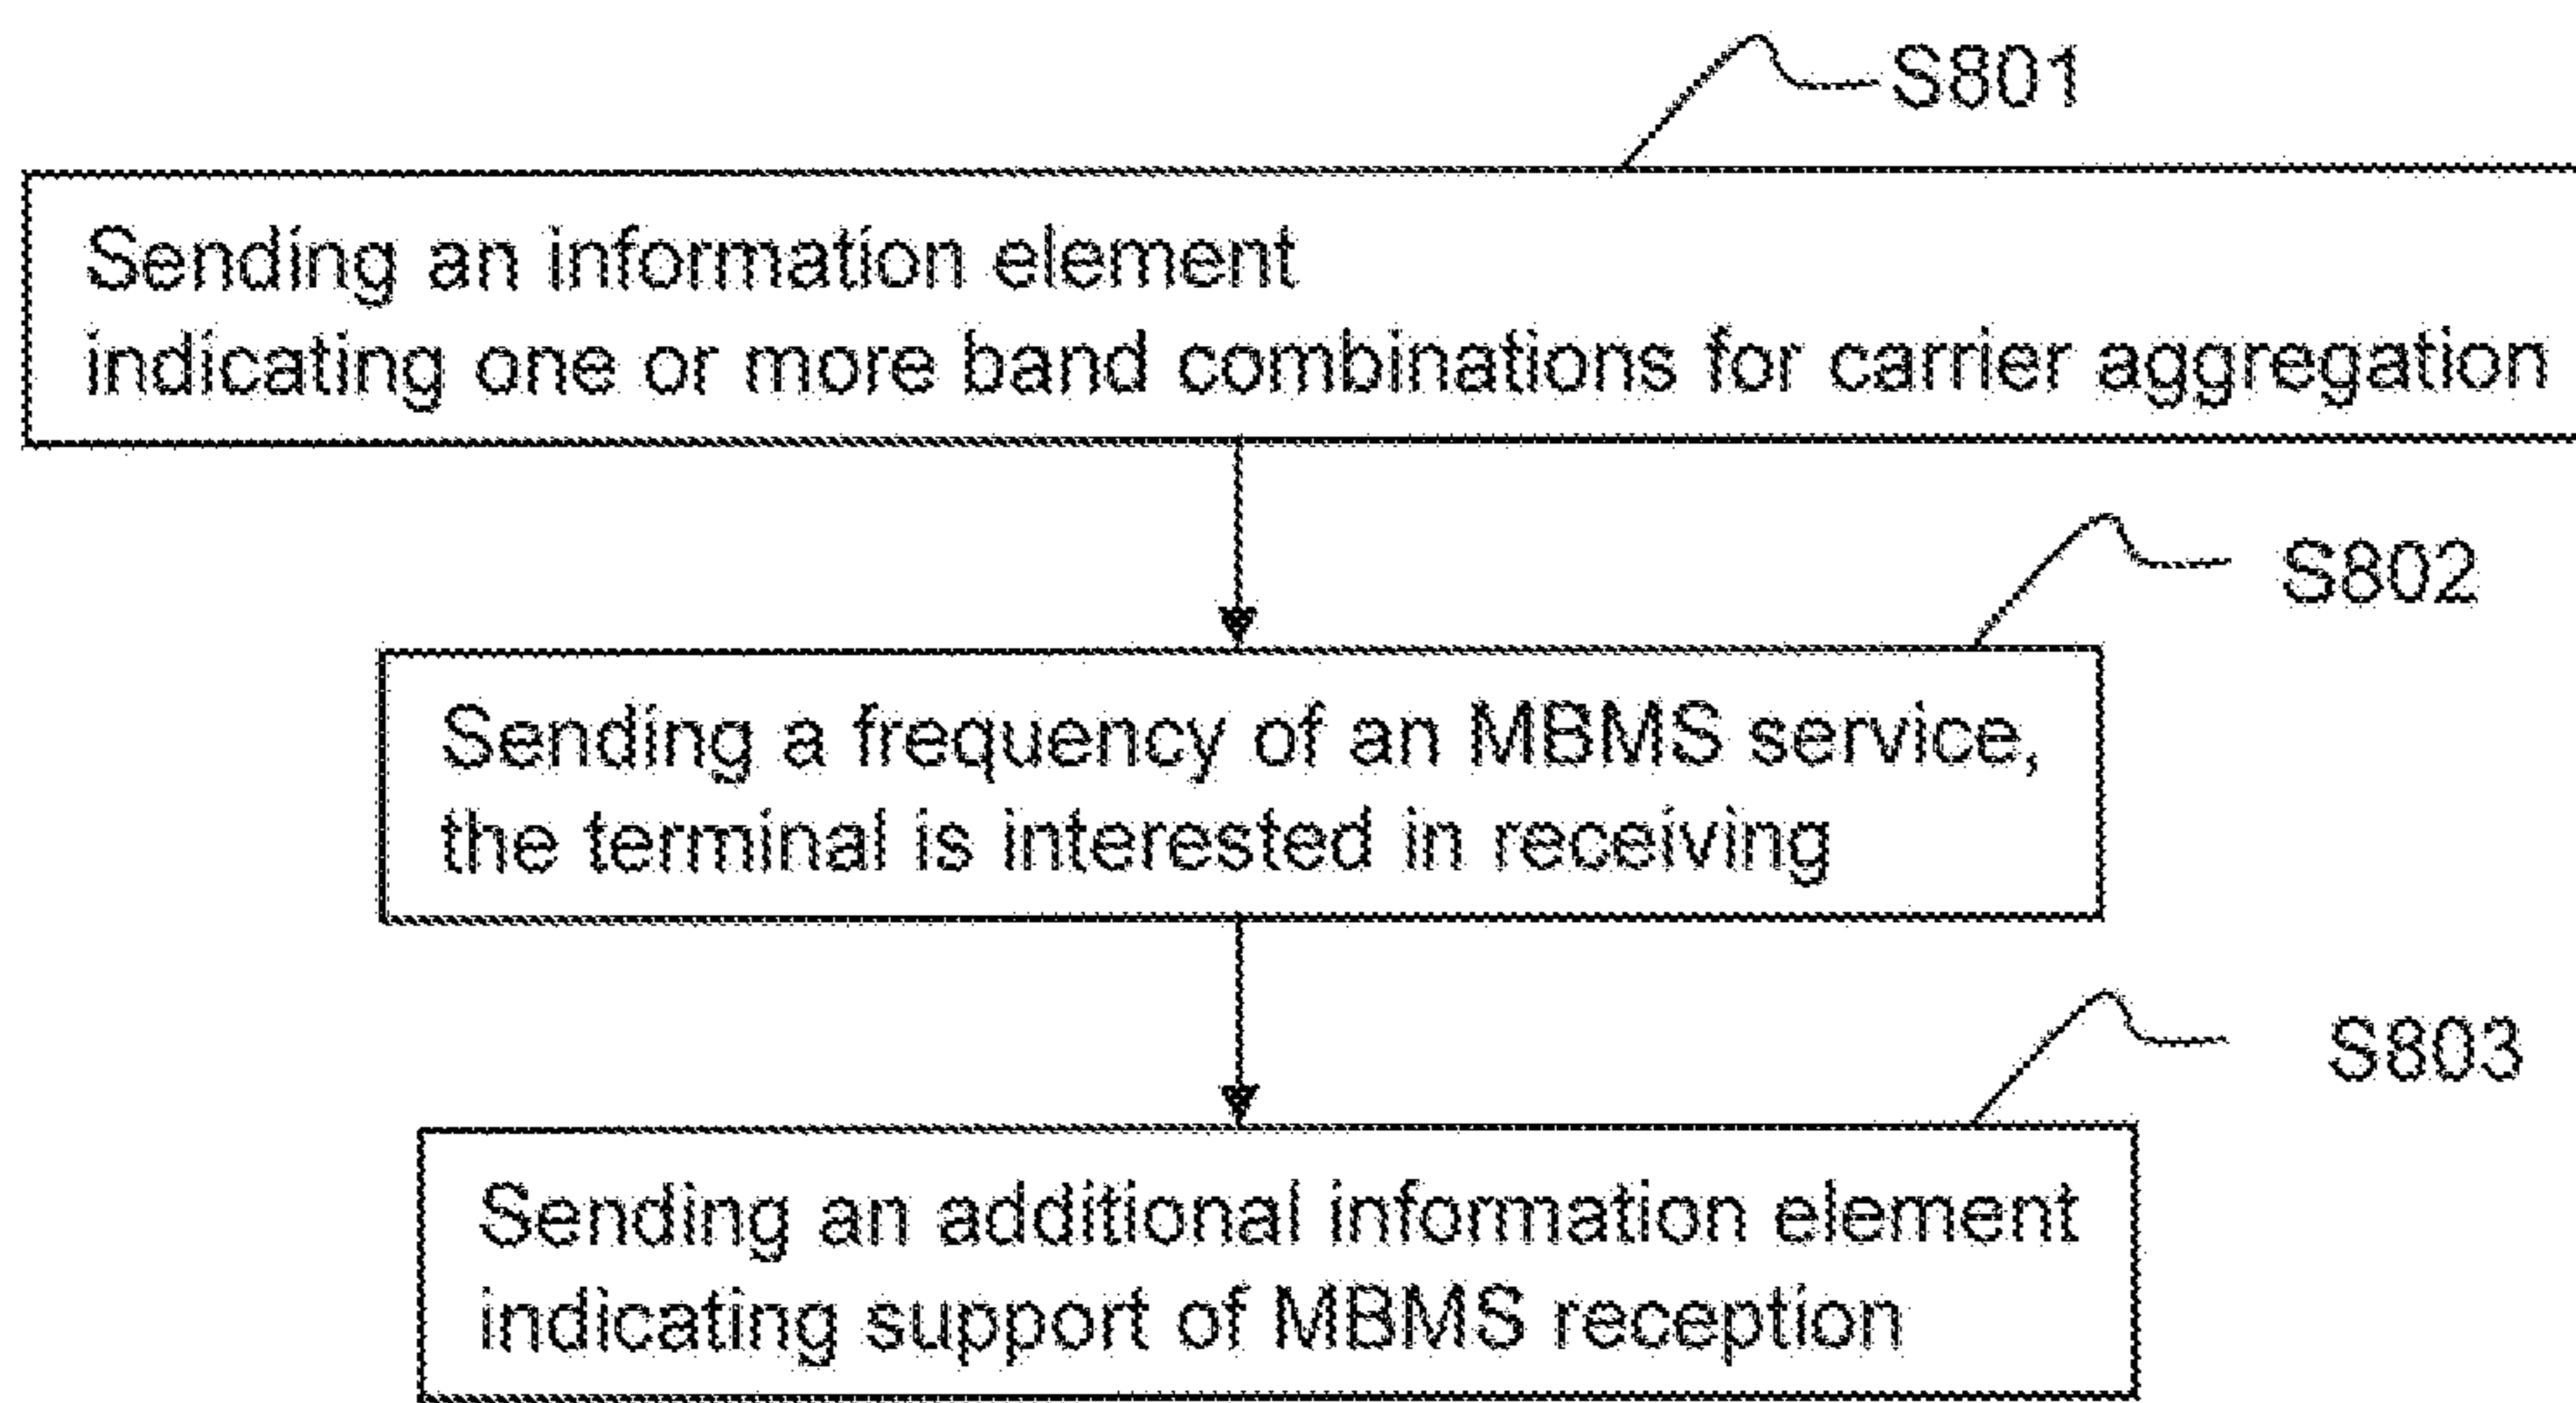 S801
Sending an information element
indicating one or more band combinations for carrier aggregation
S802
Sending a frequency of an MBMS service,
the terminal is interested in receiving
S803
Sending an additional information element
indicating support of MBMS reception